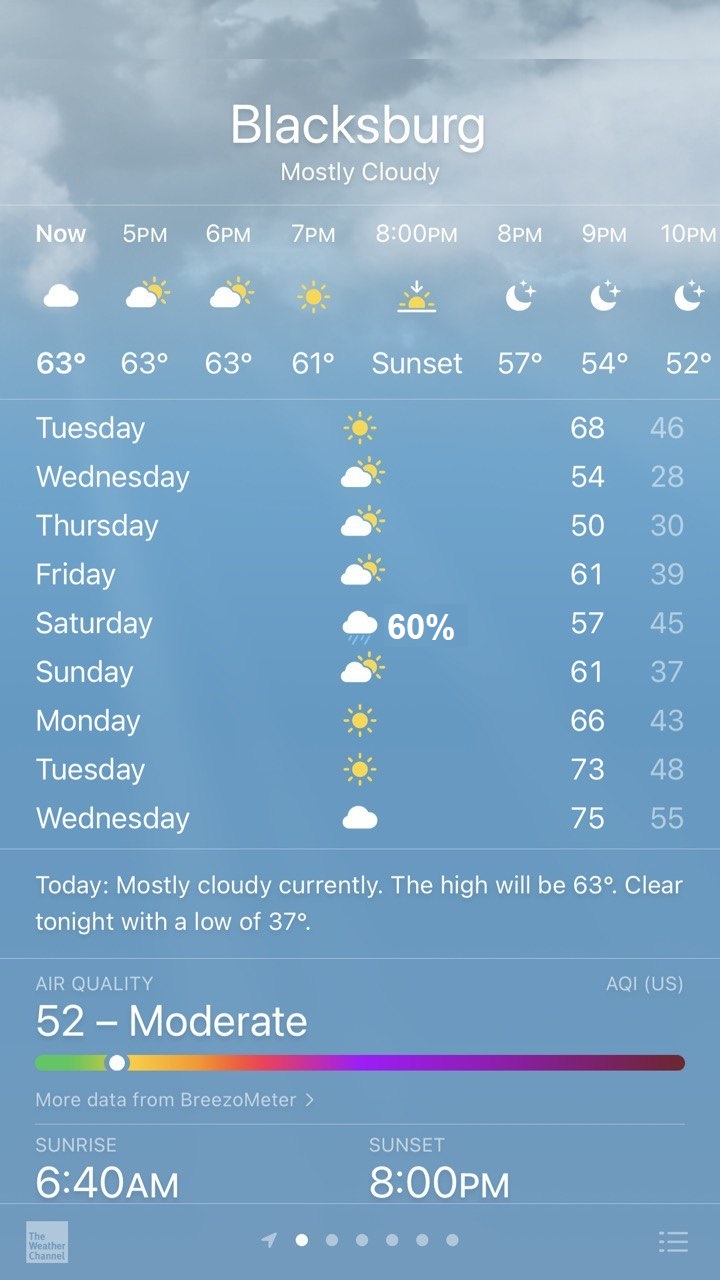 Blacksburg
Mostly Cloudy
Now 5PM 6PM 7PM 8:00PM 8PM 9PM 10PM
63° 63° 63° 61° Sunset 57° 54° 52°
Tuesday 68 46
Wednesday 54 28
Thursday 50 30
Friday 61 39
Saturday 60% 57 45
Sunday 61 37
Monday 66 43
Tuesday 73 48
Wednesday 75 55
Today: Mostly cloudy currently. The high will be 63°. Clear
tonight with a low of 37°.
AIR QUALITY AQI (US)
52 – Moderate
More data from BreezoMeter >
SUNRISE SUNSET
6:40AM 8:00PM
The
Weather
Channel